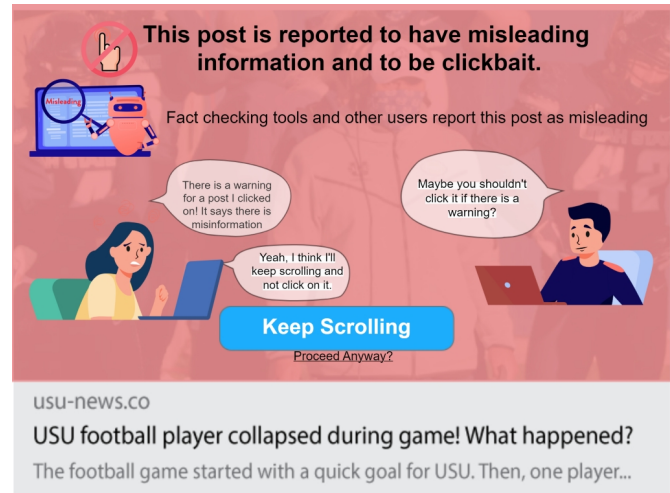 This post is reported to have misleading
information and to be clickbait.
Misleading
Fact checking tools and other users report this post as misleading
There is a warning
for a post I clicked
on! It says there is
misinformation
Maybe you shouldn't
click it if there is a
warning?
Yeah, I think I'll
keep scrolling and
not click on it.
Keep Scrolling
Proceed Anyway?
usu-news.co
USU football player collapsed during game! What happened?
The football game started with a quick goal for USU. Then, one player...